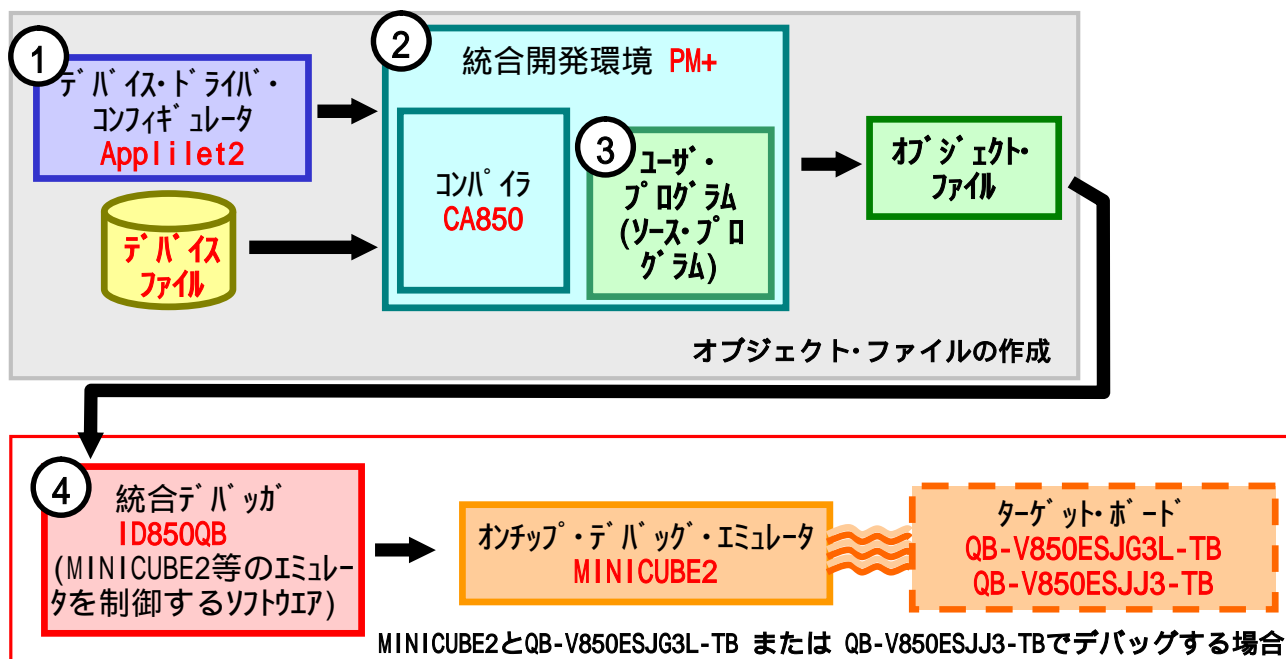 ①
デバイス・ドライバ・
コンフィギュレータ
Applilet2
デバイス
ファイル
②
統合開発環境 PM+
コンパイラ
CA850
③
ユーザ・
プログラム
(ソース・プロ
グラム)
オブジェクト・
ファイル
オブジェクト・ファイルの作成
④
統合デバッガ
ID850QB
(MINICUBE2等のエミュレー
タを制御するソフトウエア)
オンチップ・デバッグ・エミュレータ
MINICUBE2
ターゲット・ボード
QB-V850ESJG3L-TB
QB-V850ESJJ3-TB
MINICUBE2とQB-V850ESJG3L-TB または QB-V850ESJJ3-TBでデバッグする場合